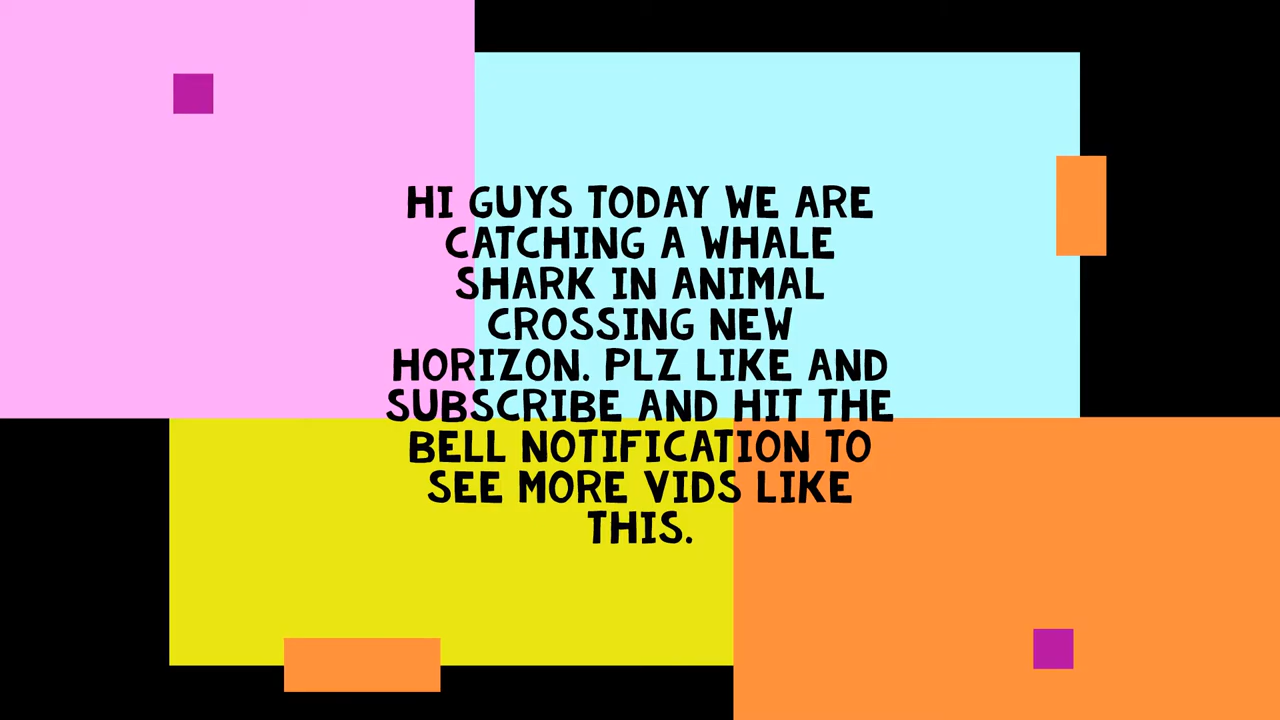 HI GUYS TODAY WE ARE
CATCHING A WHALE
SHARK IN ANIMAL
CROSSING NEW
HORIZON. PLZ LIKE AND
SUBSCRIBE AND HIT THE
BELL NOTIFICATION TO
SEE MORE VIDS LIKE
THIS.